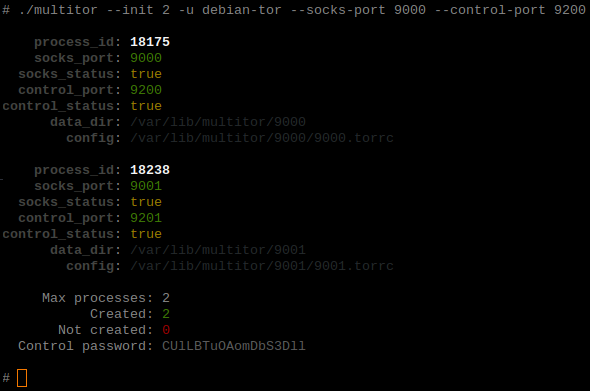 # ./multitor --init 2 -u debian-tor --socks-port 9000 --control-port 9200
process_id: 18175
socks_port: 9000
socks_status: true
control_port: 9200
control_status: true
data_dir: /var/lib/multitor/9000
config: /var/lib/multitor/9000/9000.torrc
process_id: 18238
socks_port: 9001
socks_status: true
control_port: 9201
control_status: true
data_dir: /var/lib/multitor/9001
config: /var/lib/multitor/9001/9001.torrc
Max processes: 2
Created: 2
Not created: 0
Control password: CUlLBTuOAomDbS3Dll
#